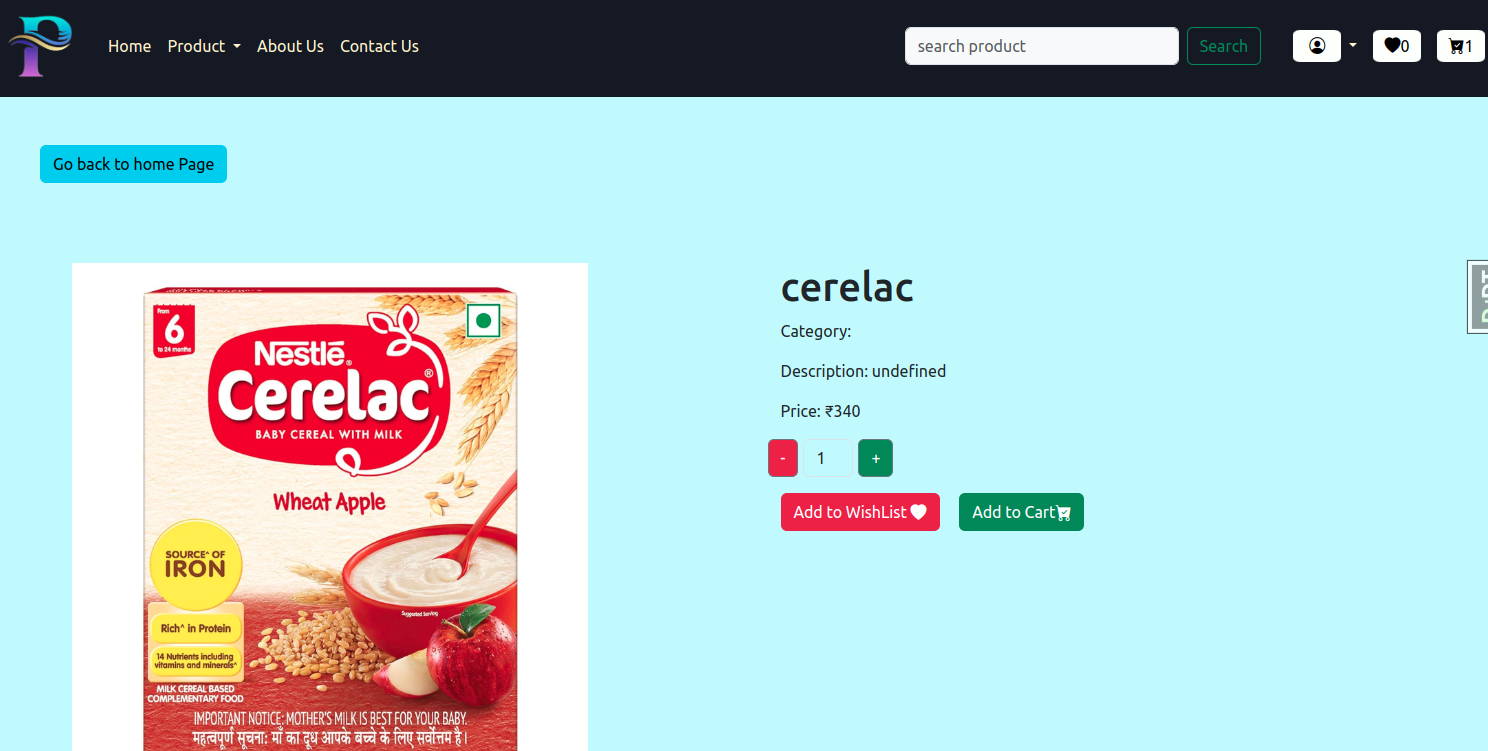 Home Product About Us Contact Us search product Search 0 1
Go back to home Page
cerelac
Category:
Description: undefined
Price: ₹340
- 1 +
Add to WishList Add to Cart
DjDT
From
6
to 24 months
Nestlé®
Cerelac®
BABY CEREAL WITH MILK
Wheat Apple
SOURCE^ OF
IRON
Rich^ in Protein
14 Nutrients including
vitamins and minerals^
MILK CEREAL BASED
COMPLEMENTARY FOOD
Suggested Serving
IMPORTANT NOTICE: MOTHER'S MILK IS BEST FOR YOUR BABY.
महत्वपूर्ण सूचना: माँ का दूध आपके बच्चे के लिए सर्वोत्तम है।